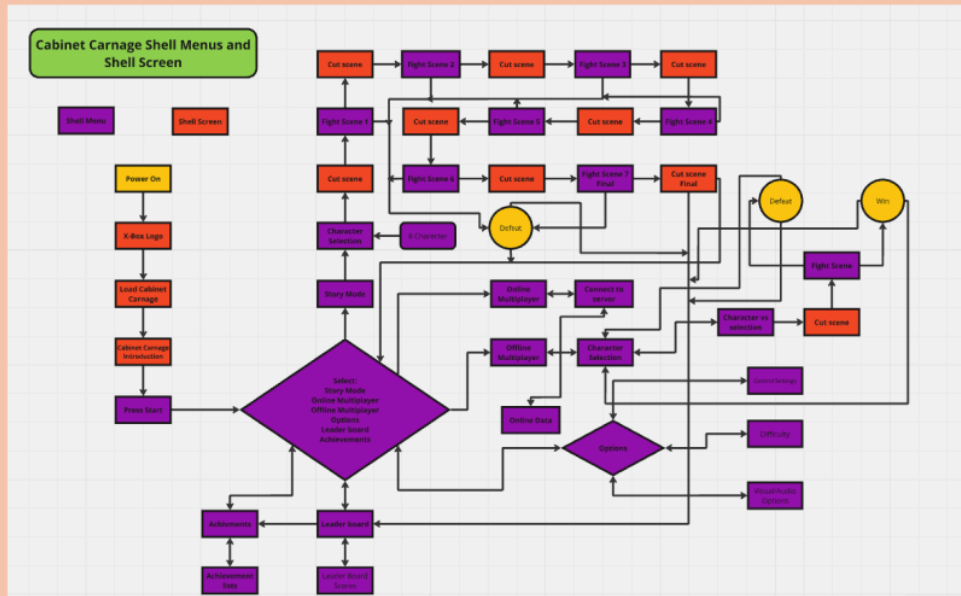 Cabinet Carnage Shell Menus and
Shell Screen
Shell Menu
Shell Screen
Cut scene
Fight Scene 2
Cut scene
Fight Scene 3
Cut scene
Fight Scene 1
Cut scene
Fight Scene 5
Cut scene
Fight Scene 4
Power On
Cut scene
Fight Scene 6
Cut scene
Fight Scene 7
Final
Cut scene
Final
Defeat
Win
X-Box Logo
Character
Selection
8 Character
Defeat
Fight Scene
Load Cabinet
Carnage
Story Mode
Online
Multiplayer
Connect to
server
Character vs
selection
Cut scene
Cabinet Carnage
Introduction
Offline
Multiplayer
Character
Selection
Select:
Story Mode
Online Multiplayer
Offline Multiplayer
Options
Leader board
Achievements
Press Start
Online Data
Control Settings
Options
Difficulty
Visual/Audio
Options
Achivments
Leader board
Achievement
Leader Board
Scores